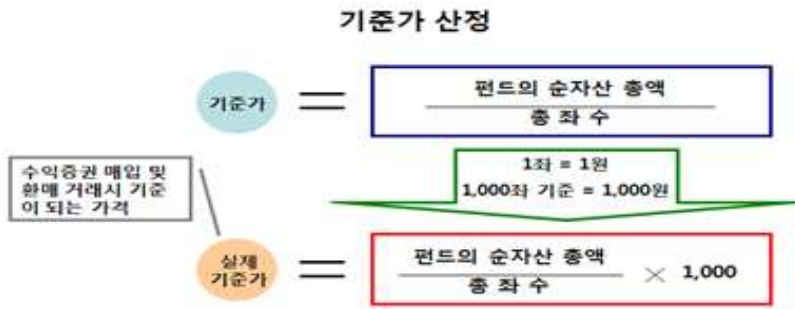 기준가 산정
기준가
펀드의 순자산 총액
총 좌 수
1좌 = 1원
1,000좌 기준 = 1,000원
수익증권 매입 및
환매 거래시 기준
이 되는 가격
실제
기준가
펀드의 순자산 총액
총 좌 수
× 1,000